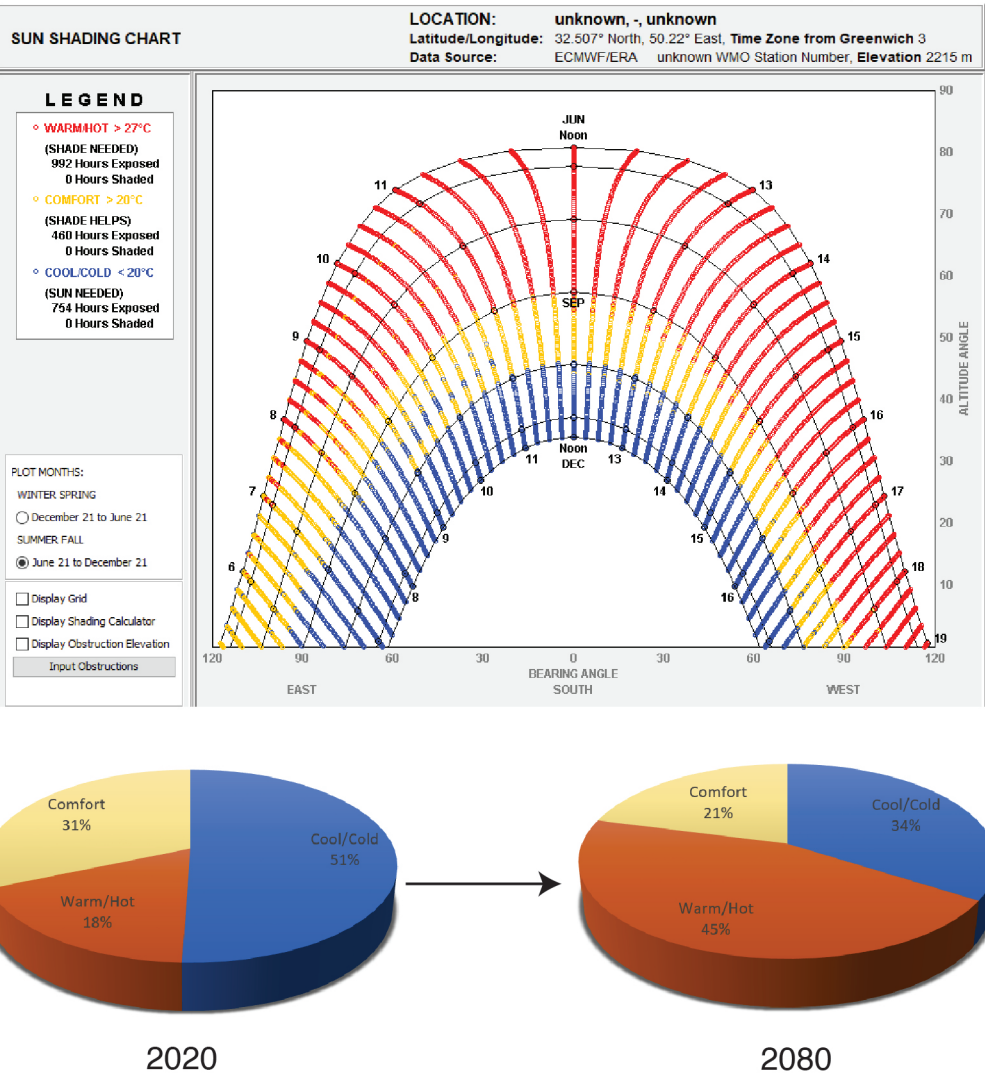 SUN SHADING CHART
LOCATION: unknown, -, unknown
Latitude/Longitude: 32.507° North, 50.22° East, Time Zone from Greenwich 3
Data Source: ECMWF/ERA unknown WMO Station Number, Elevation 2215 m
LEGEND
WARM/HOT > 27°C
(SHADE NEEDED)
992 Hours Exposed
0 Hours Shaded
COMFORT > 20°C
(SHADE HELPS)
460 Hours Exposed
0 Hours Shaded
COOL/COLD < 20°C
(SUN NEEDED)
754 Hours Exposed
0 Hours Shaded
PLOT MONTHS:
WINTER SPRING
December 21 to June 21
SUMMER FALL
June 21 to December 21
Display Grid
Display Shading Calculator
Display Obstruction Elevation
Input Obstructions
JUN
Noon
11
13
10
14
9
15
8
16
7
17
6
18
19
SEP
Noon
DEC
11
13
10
14
9
15
8
16
90
80
70
60
50
40
30
20
10
ALTITUDE ANGLE
120 90 60 30 0 30 60 90 120
BEARING ANGLE
EAST SOUTH WEST
Comfort
31%
Cool/Cold
51%
Warm/Hot
18%
2020
Comfort
21%
Cool/Cold
34%
Warm/Hot
45%
2080